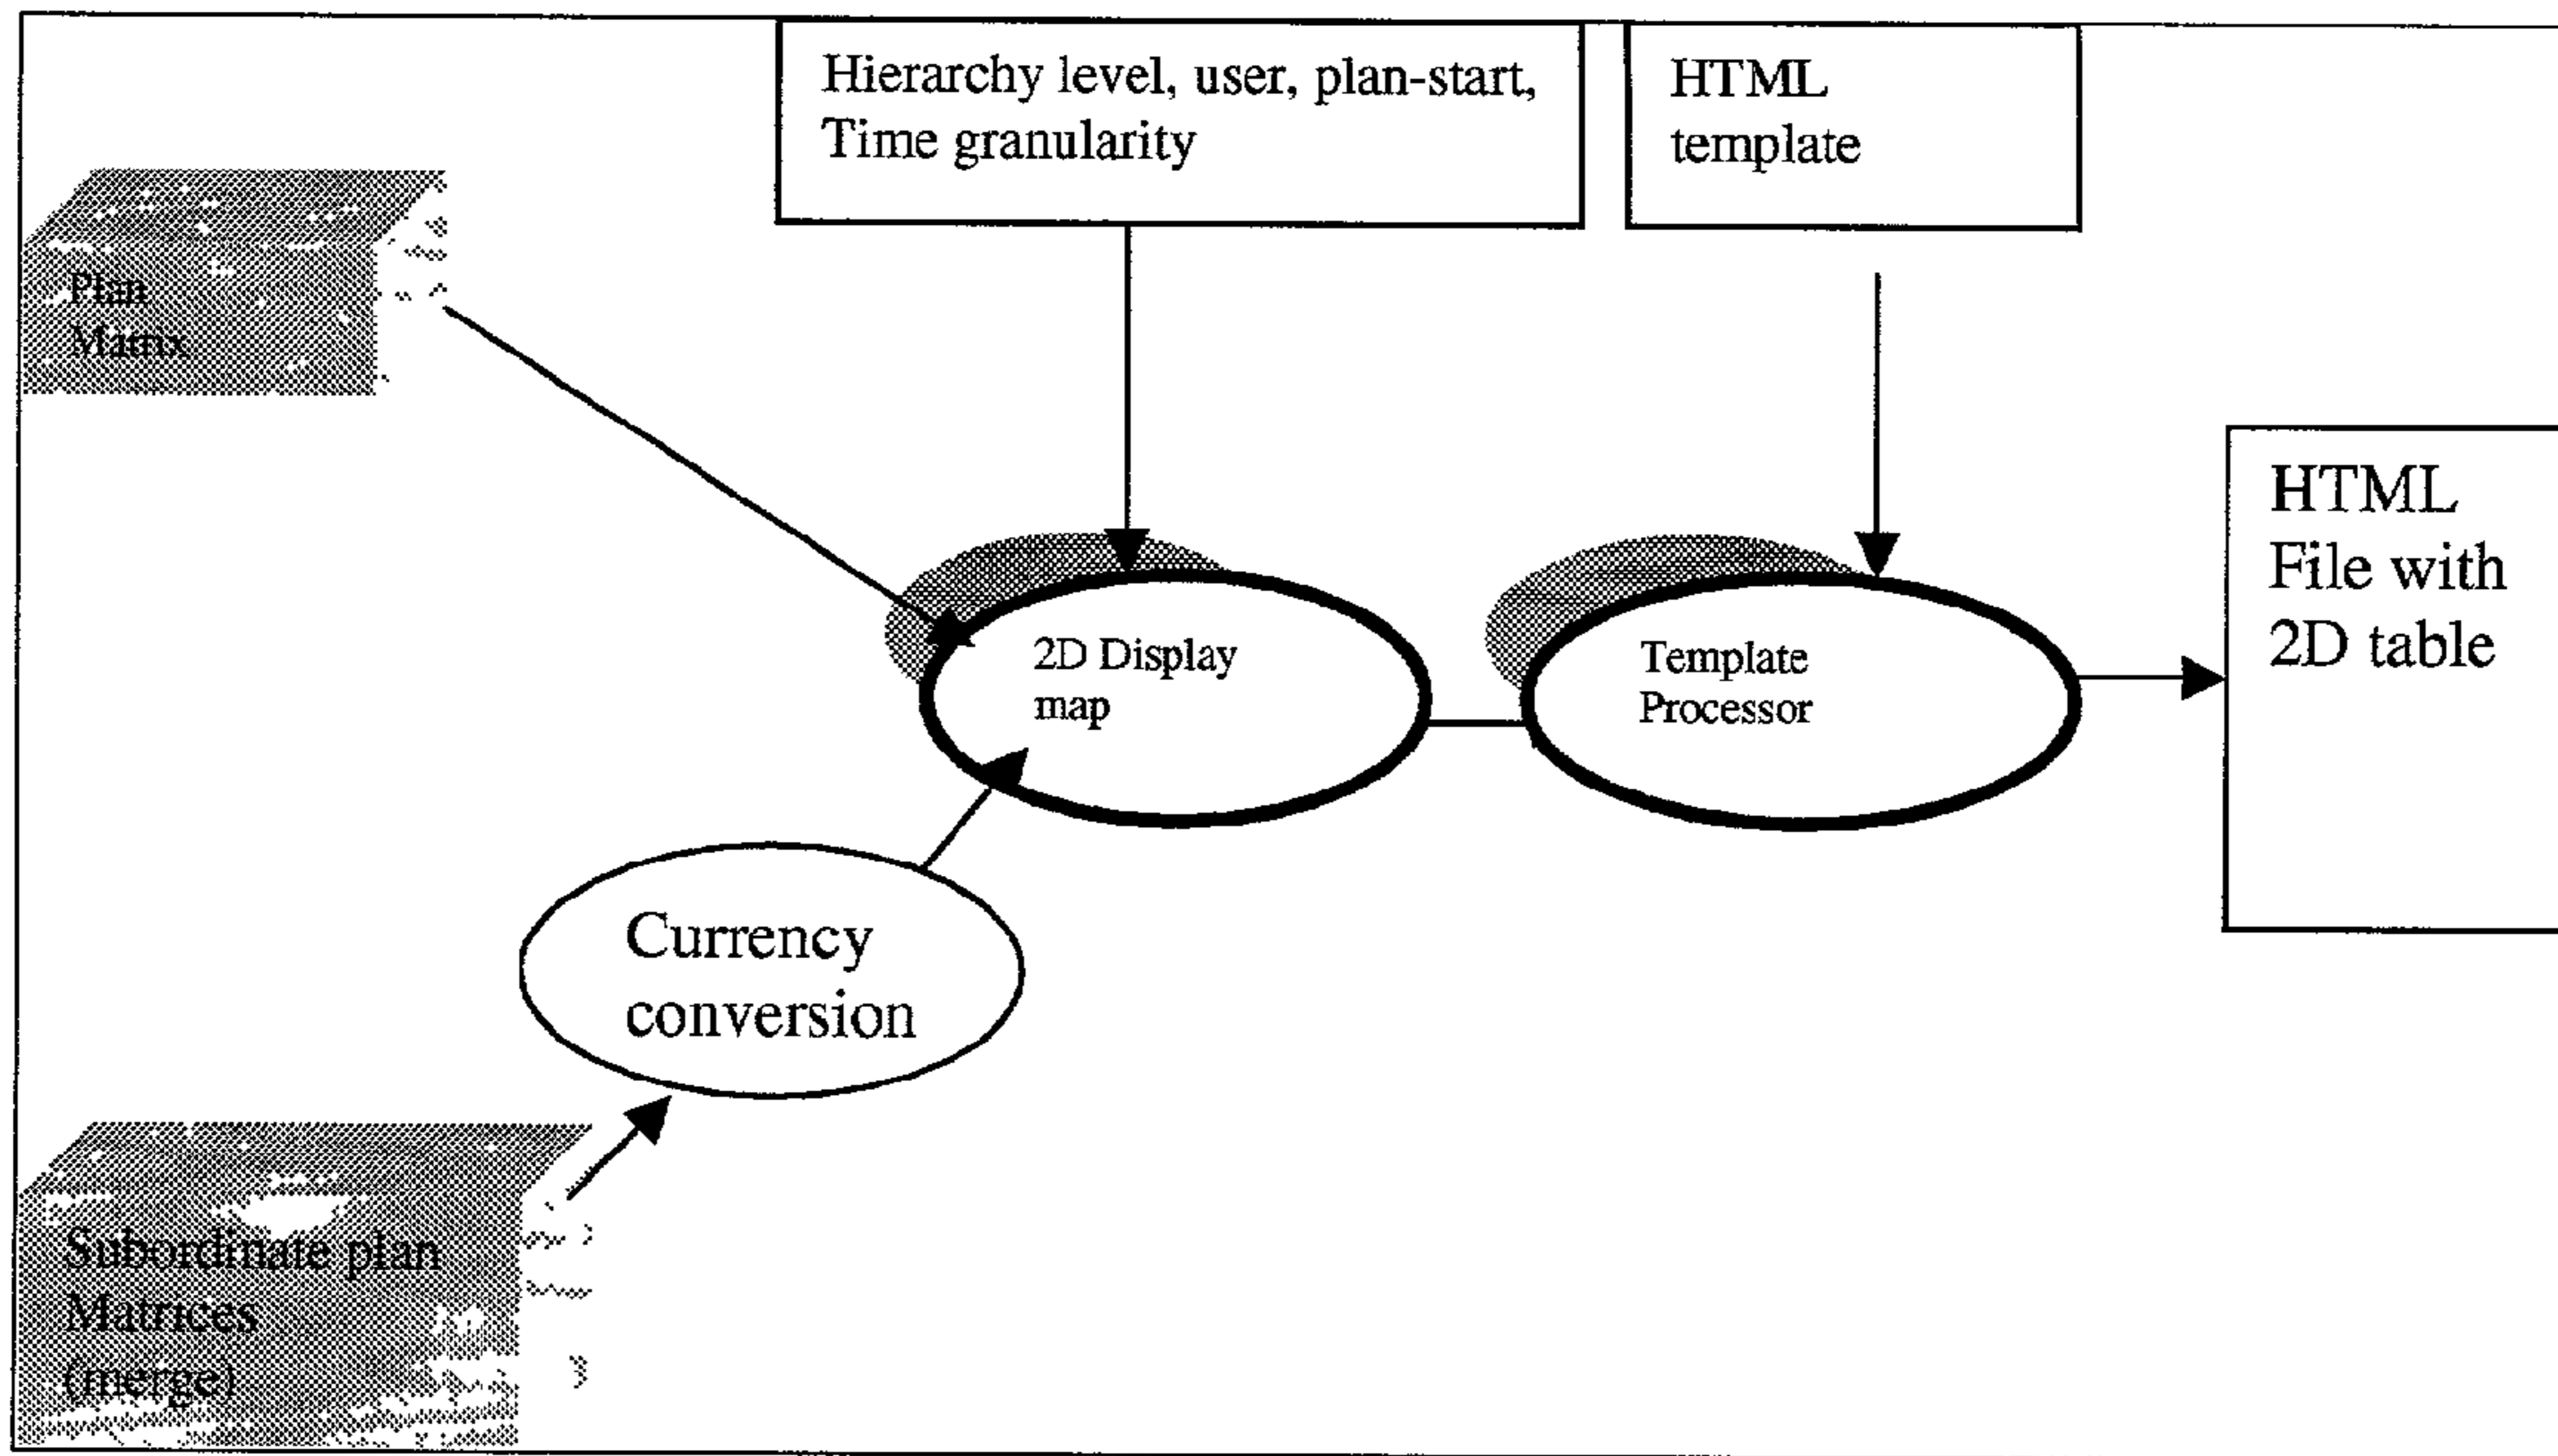 Hierarchy level, user, plan-start,
Time granularity
HTML
template
Plan
Matrix
HTML
File with
2D table
2D Display
map
Template
Processor
Currency
conversion
Subordinate plan
Matrices
(merge)